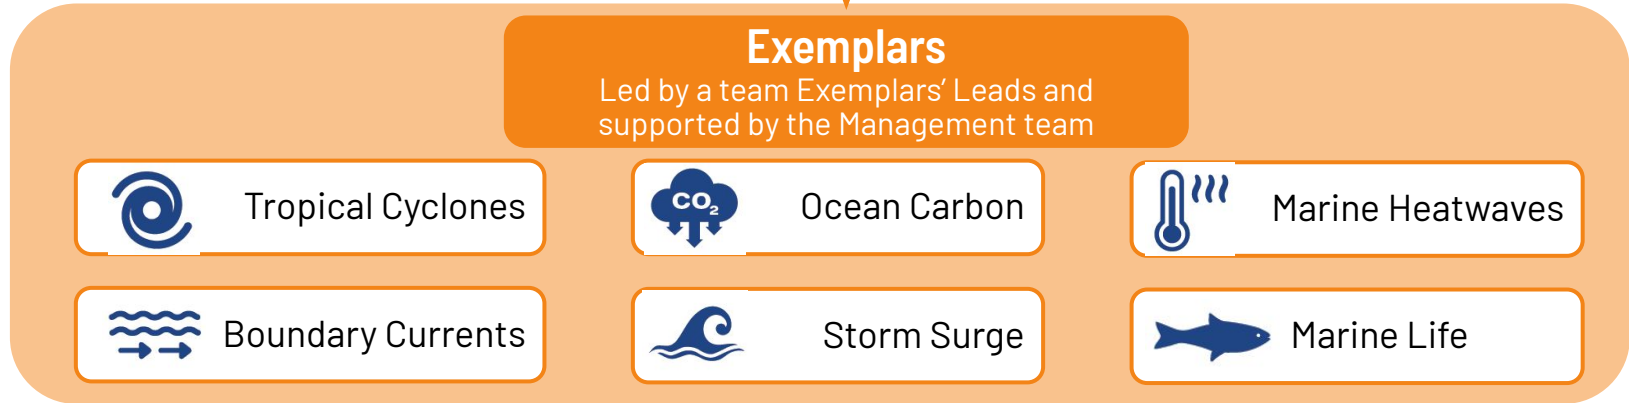 Exemplars
Led by a team Exemplars’ Leads and
supported by the Management team
Tropical Cyclones
CO₂
Ocean Carbon
Marine Heatwaves
Boundary Currents
Storm Surge
Marine Life